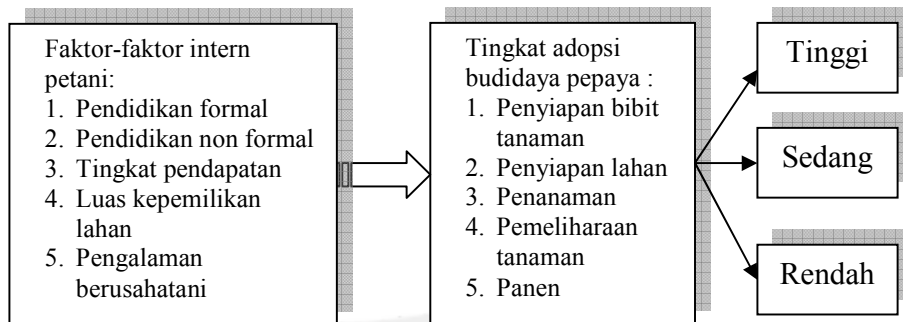 Faktor-faktor intern
petani:
1. Pendidikan formal
2. Pendidikan non formal
3. Tingkat pendapatan
4. Luas kepemilikan
lahan
5. Pengalaman
berusahatani
Tingkat adopsi
budidaya pepaya :
1. Penyiapan bibit
tanaman
2. Penyiapan lahan
3. Penanaman
4. Pemeliharaan
tanaman
5. Panen
Tinggi
Sedang
Rendah